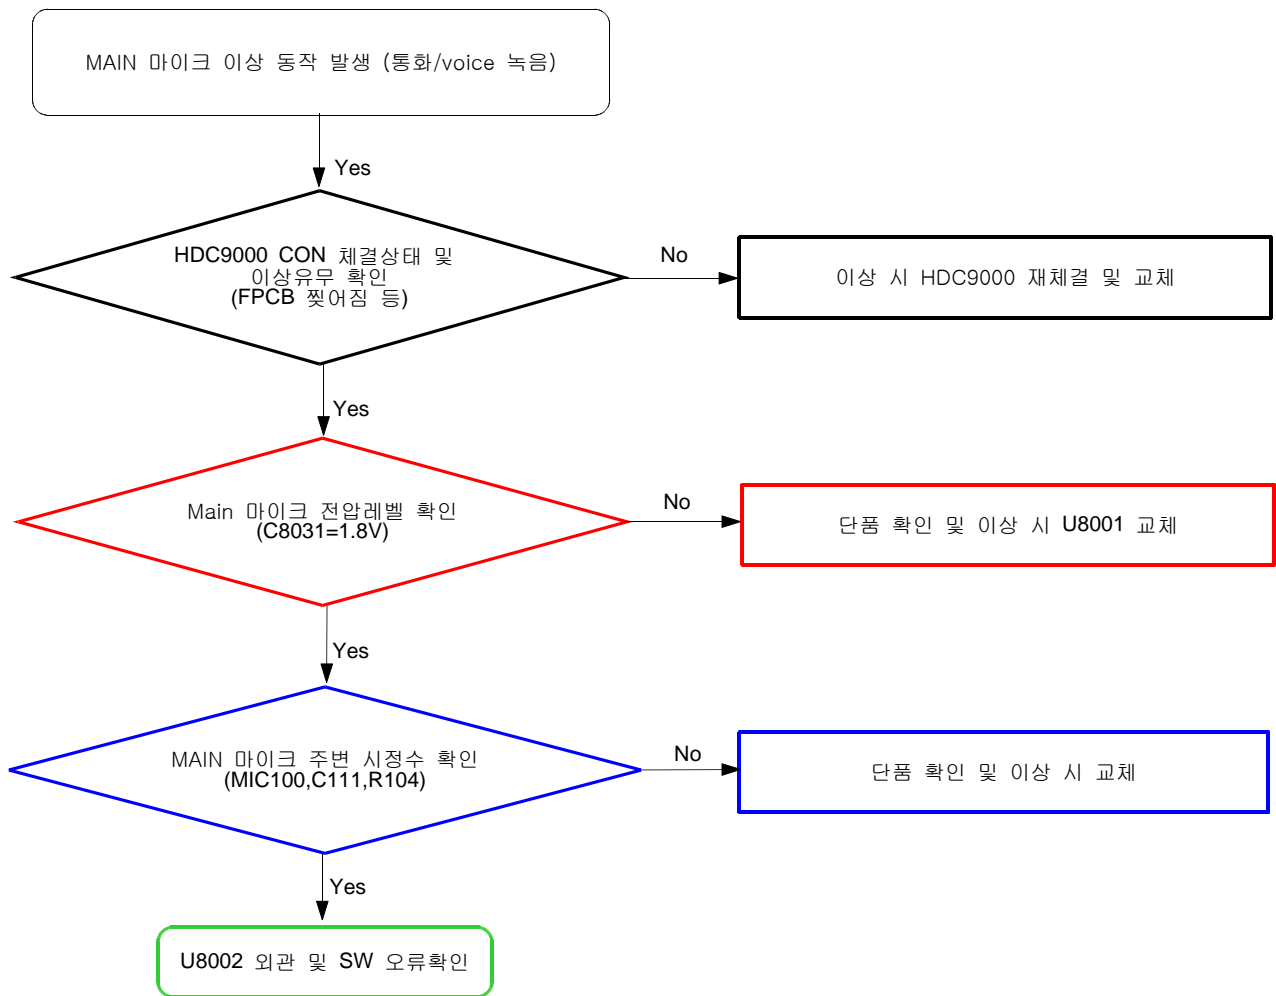 MAIN 마이크 이상 동작 발생 (통화/voice 녹음)
Yes
HDC9000 CON 체결상태 및
이상유무 확인
(FPCB 찢어짐 등)
No
이상 시 HDC9000 재체결 및 교체
Yes
Main 마이크 전압레벨 확인
(C8031=1.8V)
No
단품 확인 및 이상 시 U8001 교체
Yes
MAIN 마이크 주변 시정수 확인
(MIC100,C111,R104)
No
단품 확인 및 이상 시 교체
Yes
U8002 외관 및 SW 오류확인